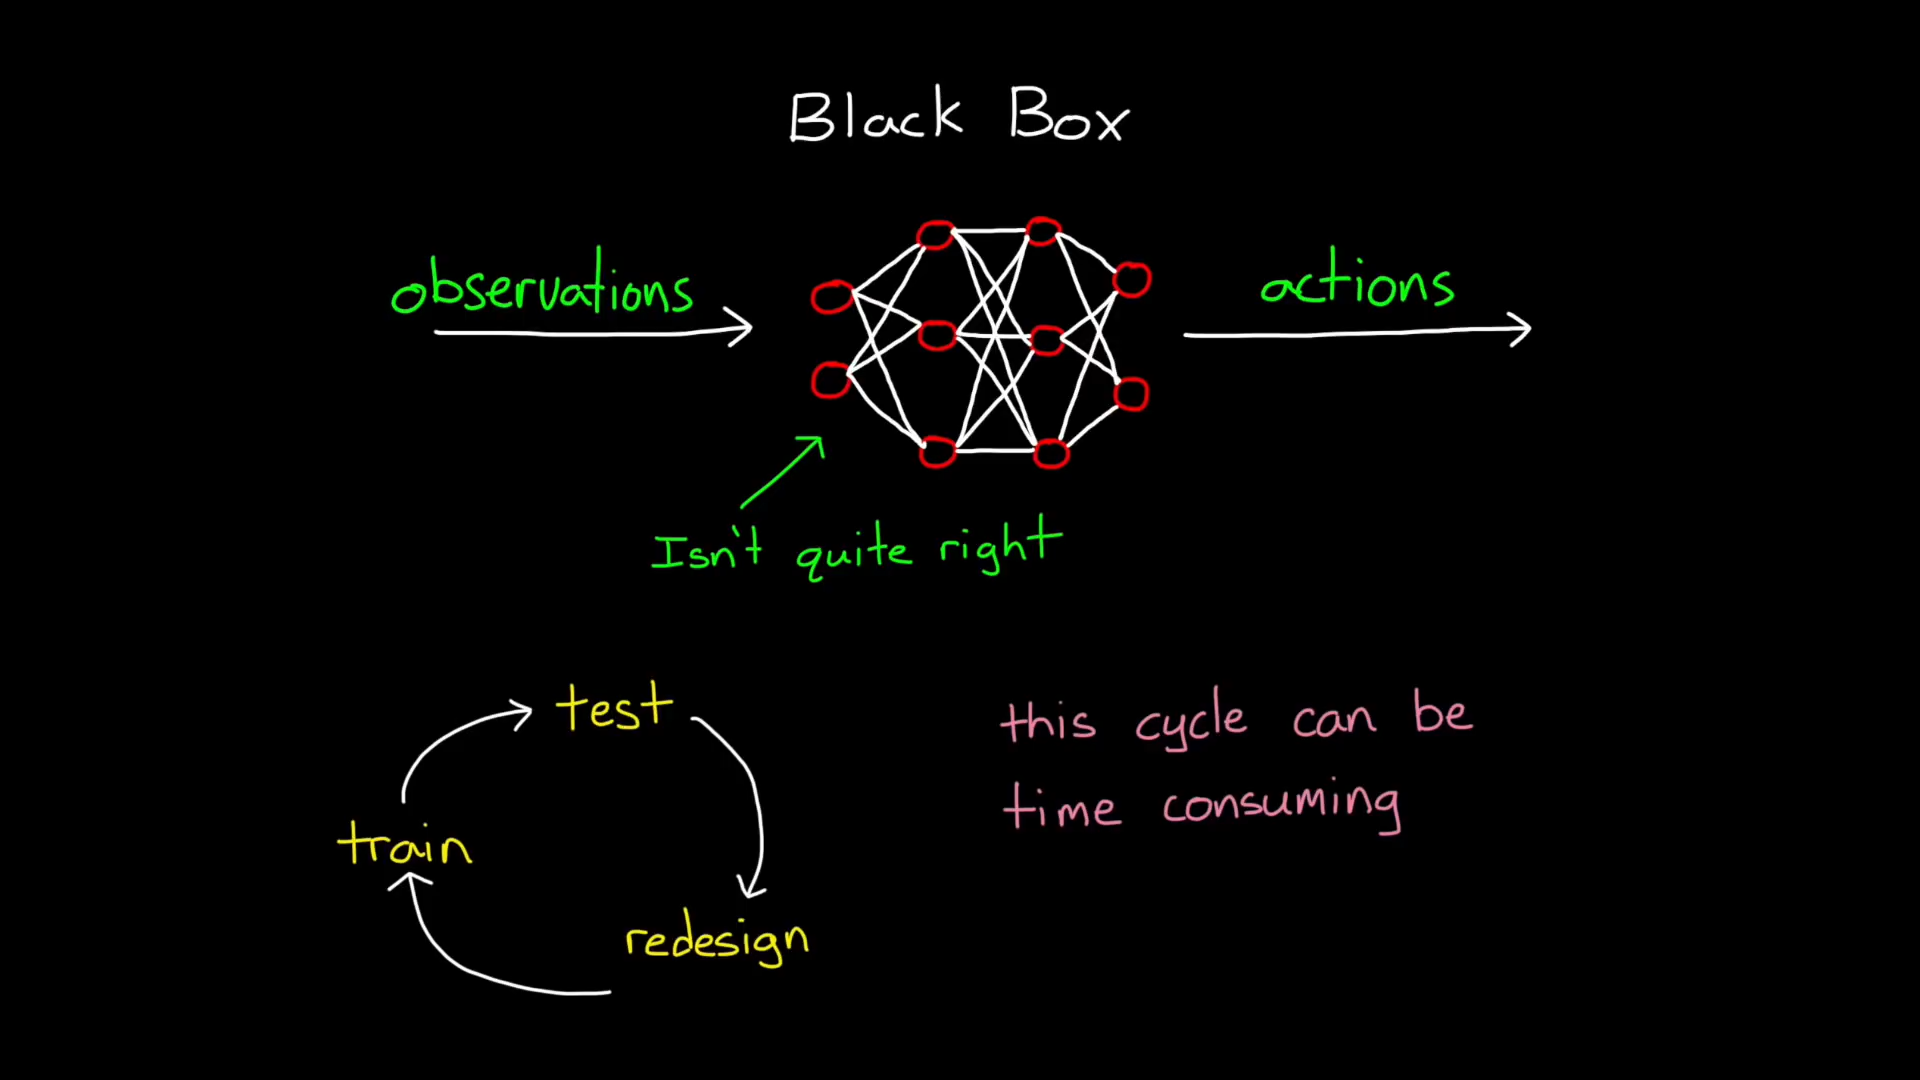 Black Box
observations
actions
Isn't quite right
test
train
redesign
this cycle can be
time consuming